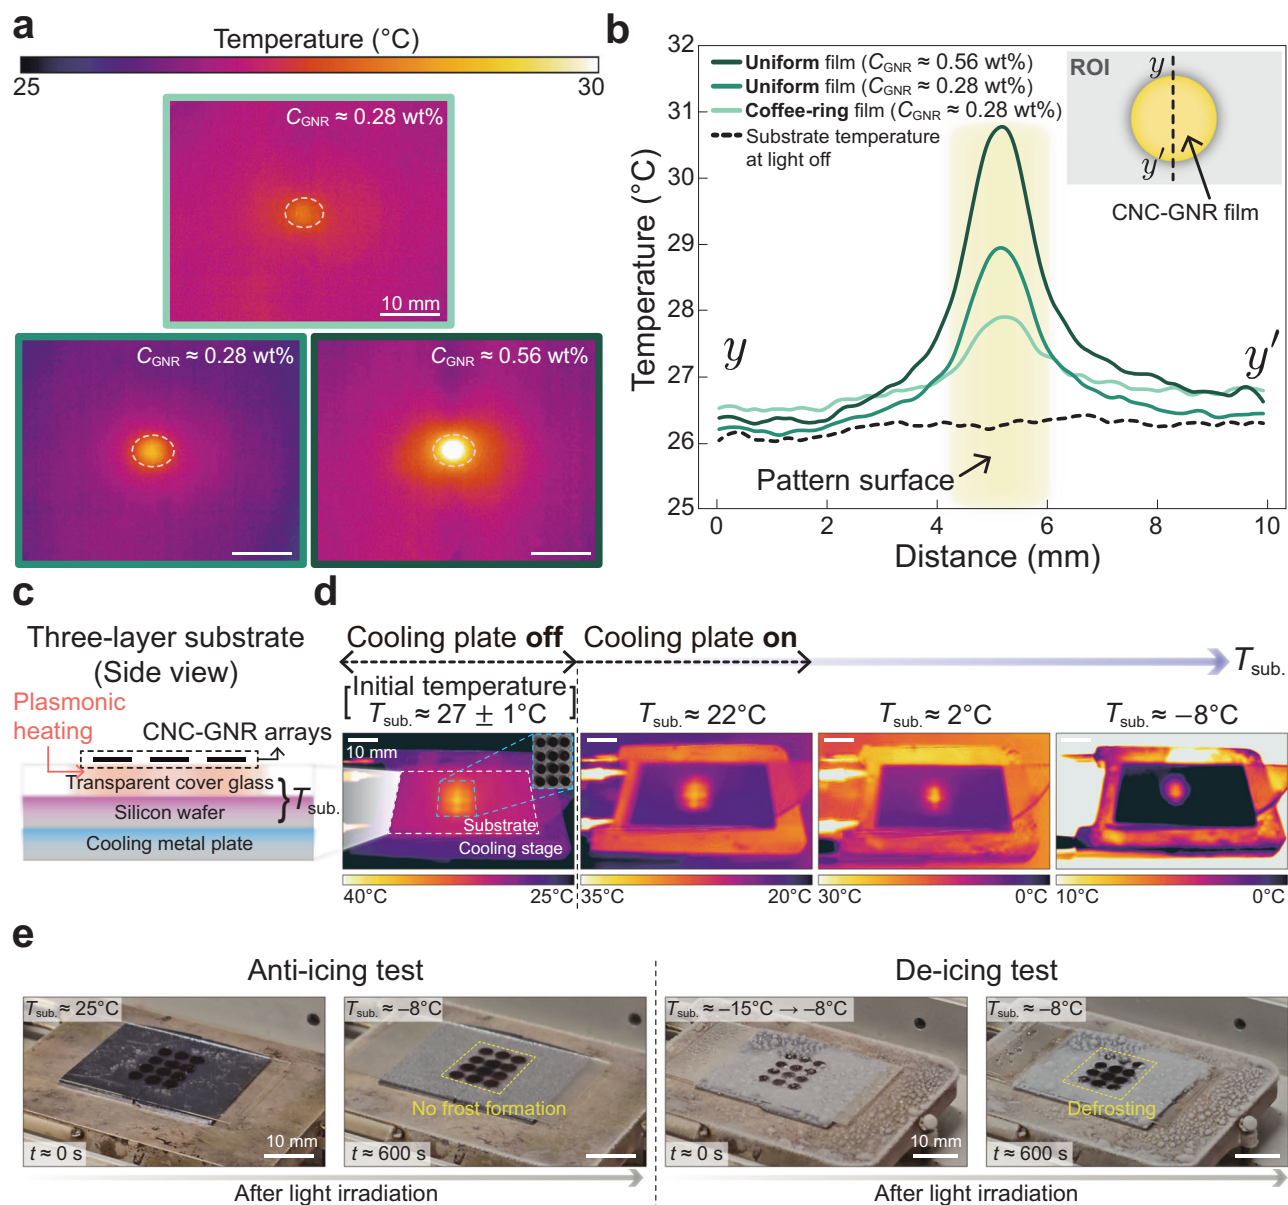 a
Temperature (°C)
25
30
C_GNR ≈ 0.28 wt%
10 mm
C_GNR ≈ 0.28 wt%
C_GNR ≈ 0.56 wt%
b
32
31
30
29
28
27
26
25
Temperature (°C)
Uniform film (C_GNR ≈ 0.56 wt%)
Uniform film (C_GNR ≈ 0.28 wt%)
Coffee-ring film (C_GNR ≈ 0.28 wt%)
Substrate temperature
at light off
ROI
y
y′
CNC-GNR film
y
y′
Pattern surface
0
2
4
6
8
10
Distance (mm)
c
Three-layer substrate
(Side view)
Plasmonic
heating
CNC-GNR arrays
Transparent cover glass
T_sub.
Silicon wafer
Cooling metal plate
d
Cooling plate off
Cooling plate on
T_sub.
[Initial temperature
T_sub. ≈ 27 ± 1°C]
T_sub. ≈ 22°C
T_sub. ≈ 2°C
T_sub. ≈ −8°C
10 mm
Substrate
Cooling stage
40°C
25°C
35°C
20°C
30°C
0°C
10°C
0°C
e
Anti-icing test
De-icing test
T_sub. ≈ 25°C
t ≈ 0 s
10 mm
T_sub. ≈ −8°C
No frost formation
t ≈ 600 s
T_sub. ≈ −15°C → −8°C
t ≈ 0 s
10 mm
T_sub. ≈ −8°C
Defrosting
t ≈ 600 s
After light irradiation
After light irradiation